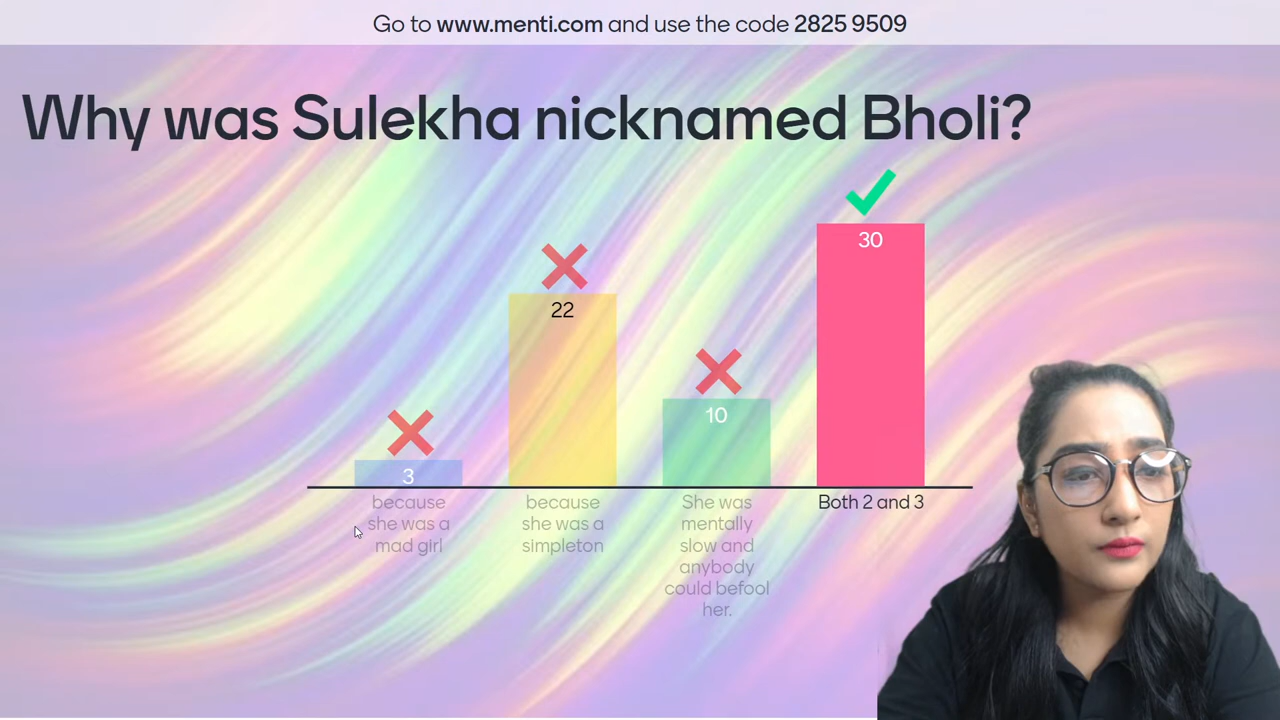 Go to www.menti.com and use the code 2825 9509
Why was Sulekha nicknamed Bholi?
3
22
10
30
because
she was a
mad girl
because
she was a
simpleton
She was
mentally
slow and
anybody
could befool
her.
Both 2 and 3